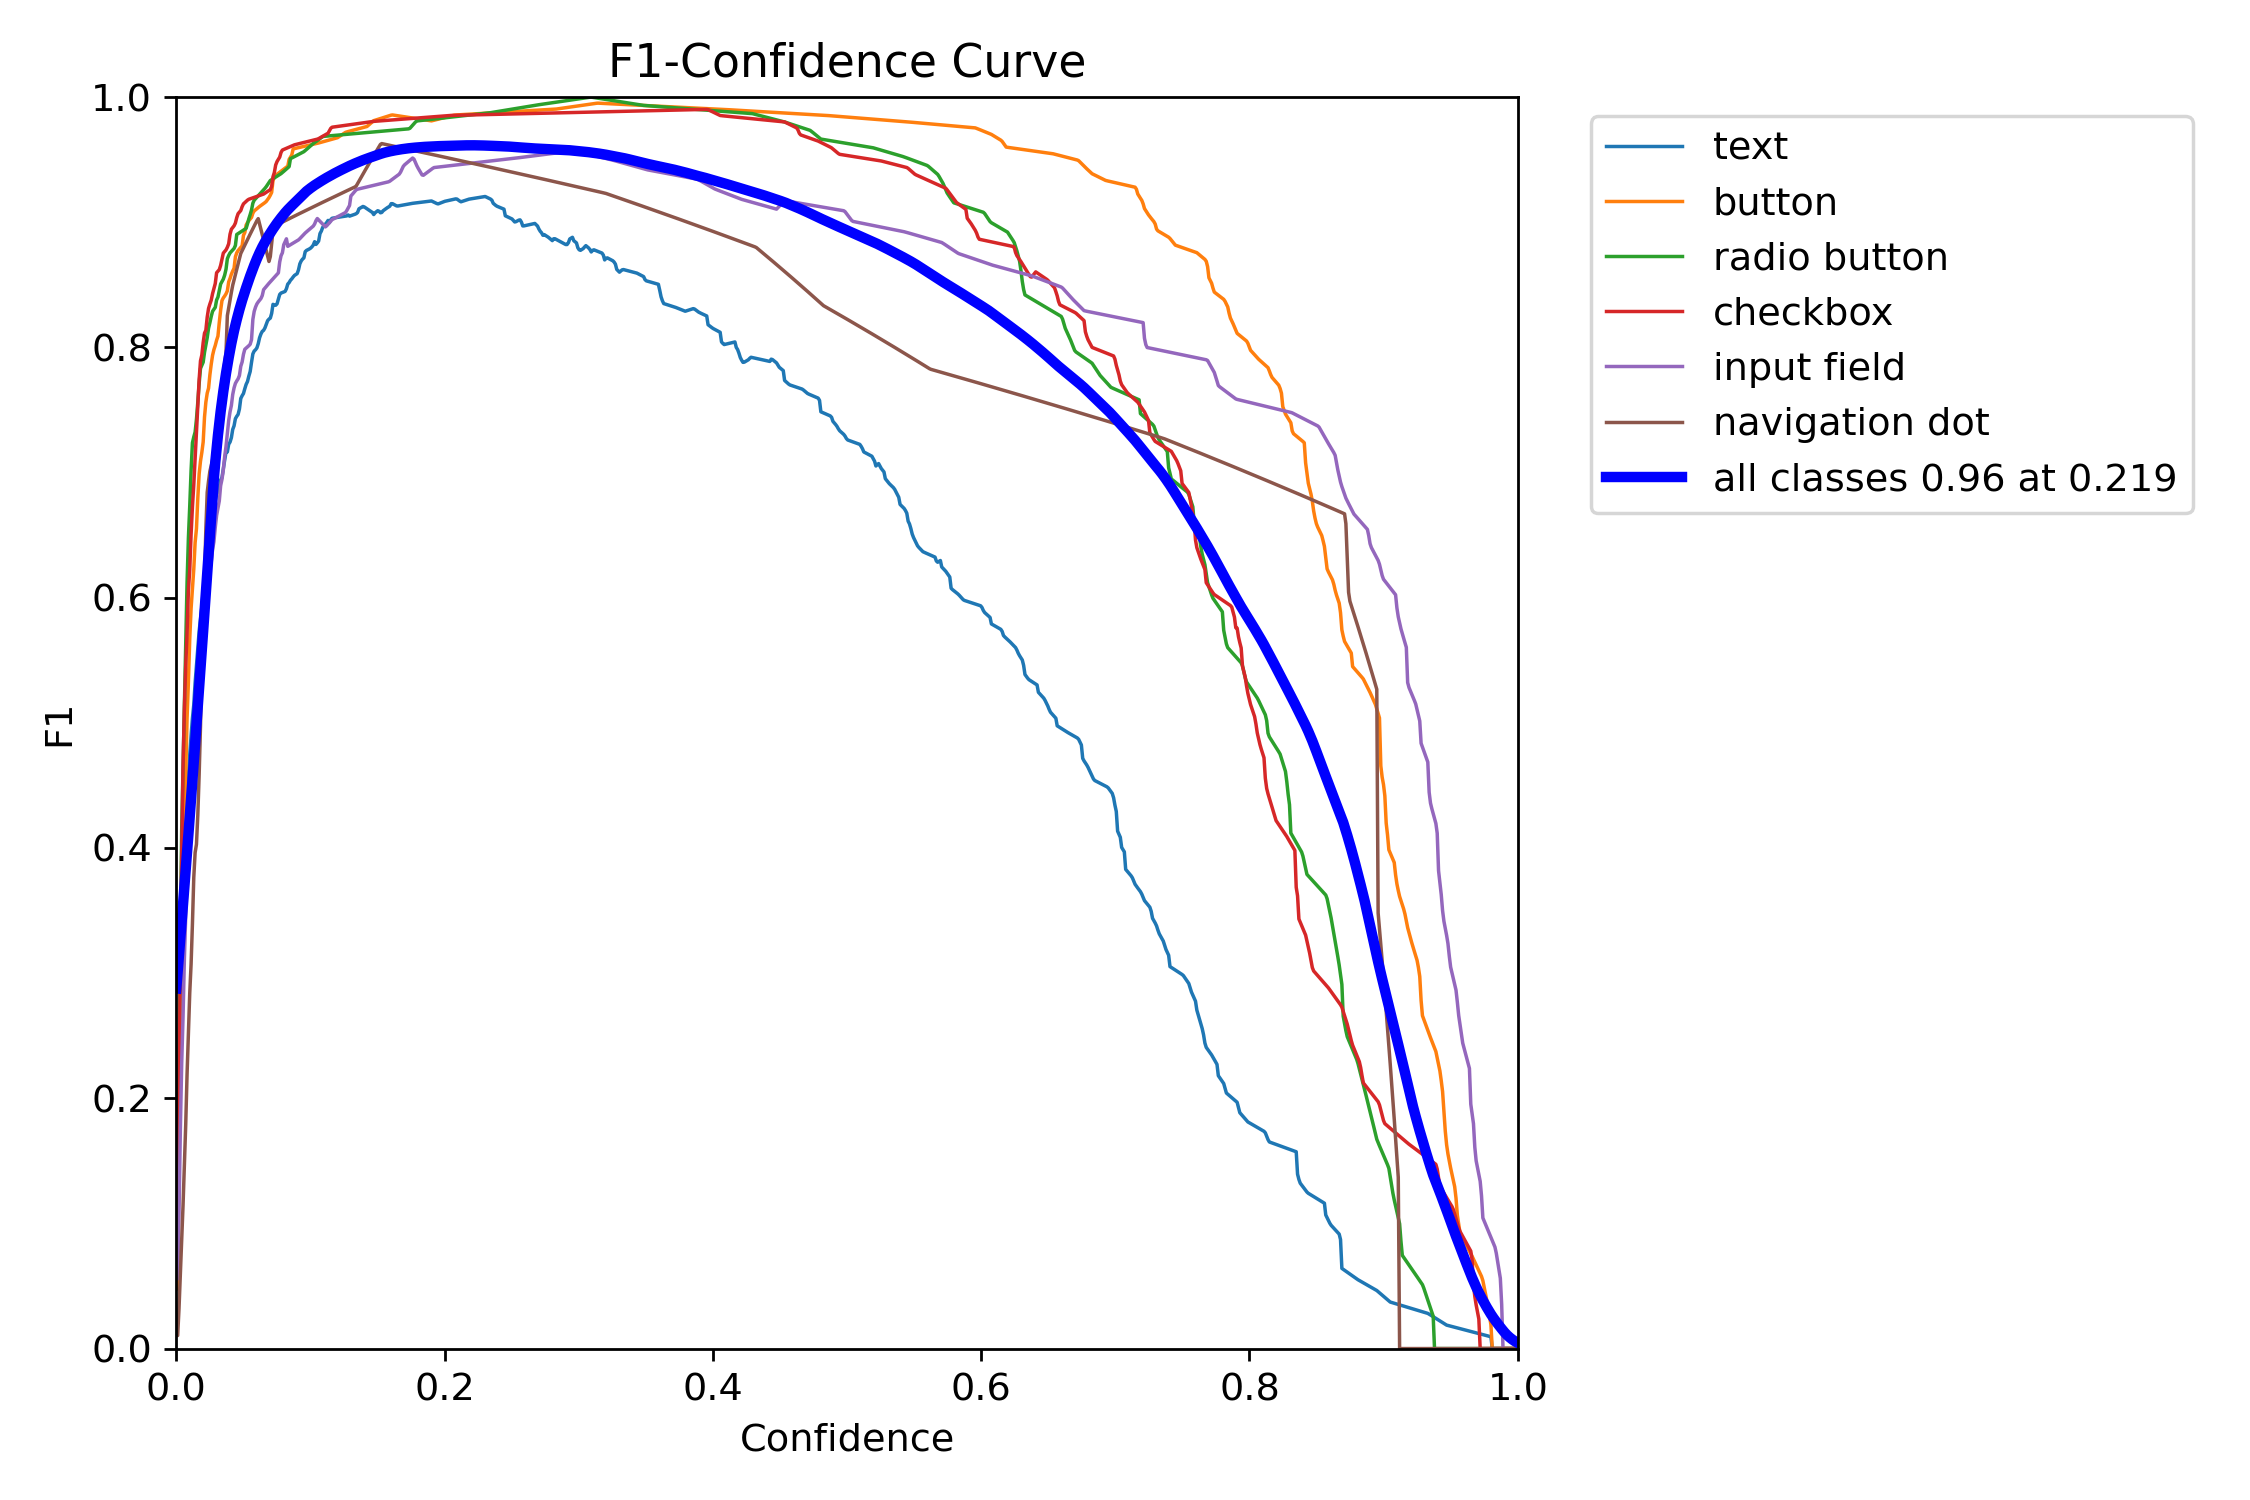 F1-Confidence Curve
1.0
0.8
0.6
0.4
0.2
0.0
F1
0.0 0.2 0.4 0.6 0.8 1.0
Confidence
text
button
radio button
checkbox
input field
navigation dot
all classes 0.96 at 0.219